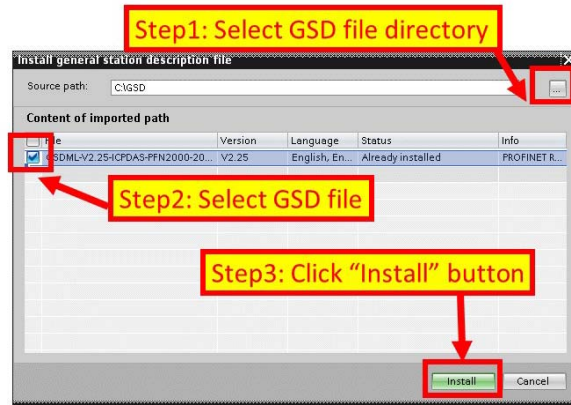 Step1: Select GSD file directory
Install general station description file
Source path: C:\GSD ...
Content of imported path
File Version Language Status Info
GSDML-V2.25-ICPDAS-PFN2000-20... V2.25 English, En... Already installed PROFINET R...
Step2: Select GSD file
Step3: Click “Install” button
Install Cancel